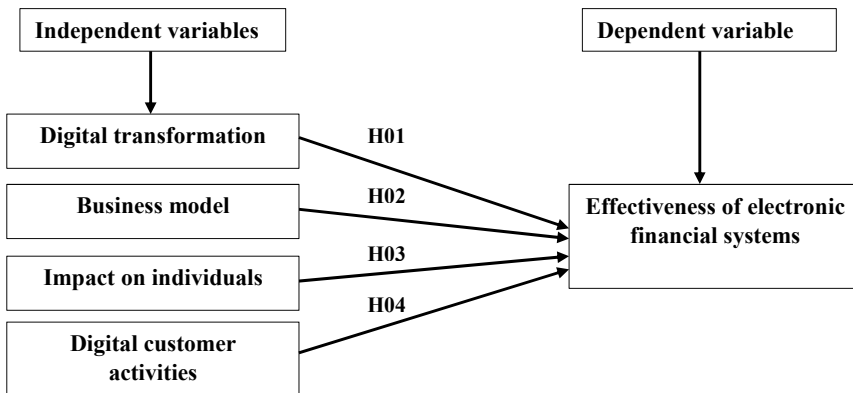 Independent variables
Dependent variable
Digital transformation
H01
Business model
H02
Effectiveness of electronic
financial systems
Impact on individuals
H03
Digital customer
activities
H04